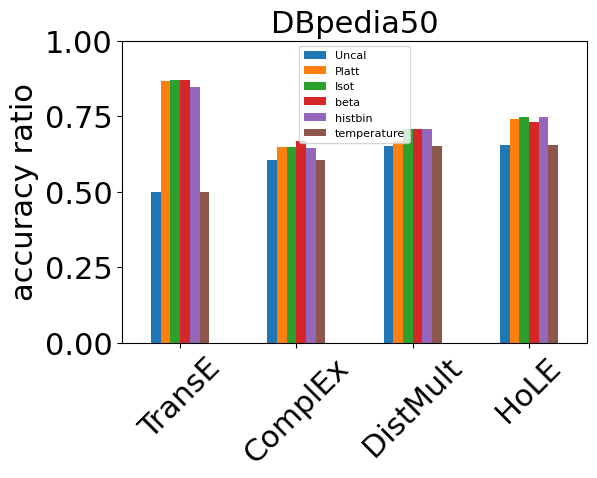 DBpedia50
accuracy ratio
1.00
0.75
0.50
0.25
0.00
Uncal
Platt
Isot
beta
histbin
temperature
TransE
ComplEx
DistMult
HoLE